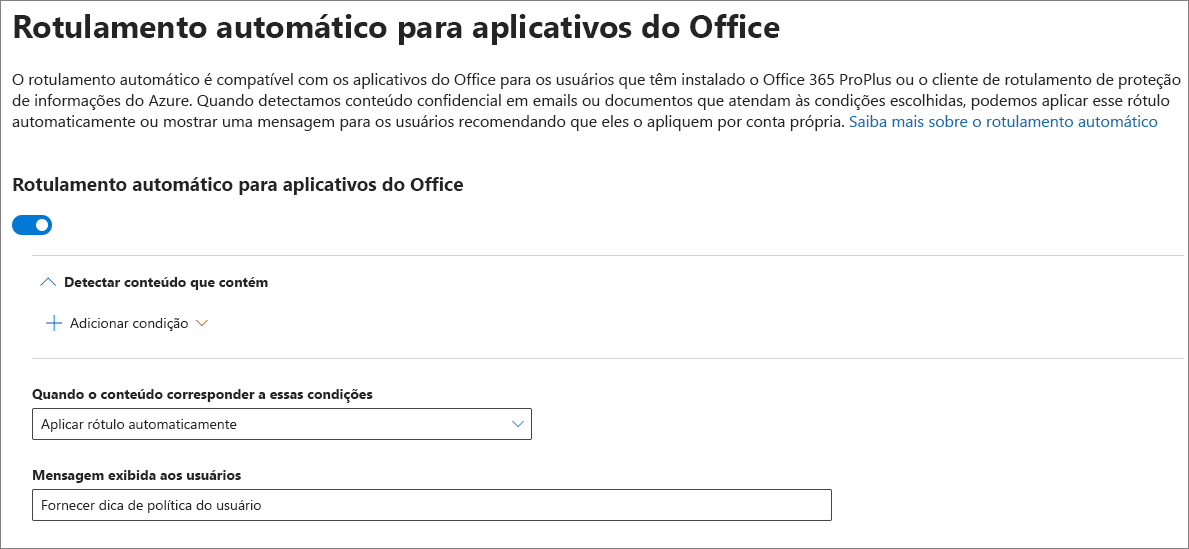 Rotulamento automático para aplicativos do Office
O rotulamento automático é compatível com os aplicativos do Office para os usuários que têm instalado o Office 365 ProPlus ou o cliente de rotulamento de proteção
de informações do Azure. Quando detectamos conteúdo confidencial em emails ou documentos que atendam às condições escolhidas, podemos aplicar esse rótulo
automaticamente ou mostrar uma mensagem para os usuários recomendando que eles o apliquem por conta própria. Saiba mais sobre o rotulamento automático
Rotulamento automático para aplicativos do Office
Detectar conteúdo que contém
Adicionar condição
Quando o conteúdo corresponder a essas condições
Aplicar rótulo automaticamente
Mensagem exibida aos usuários
Fornecer dica de política do usuário